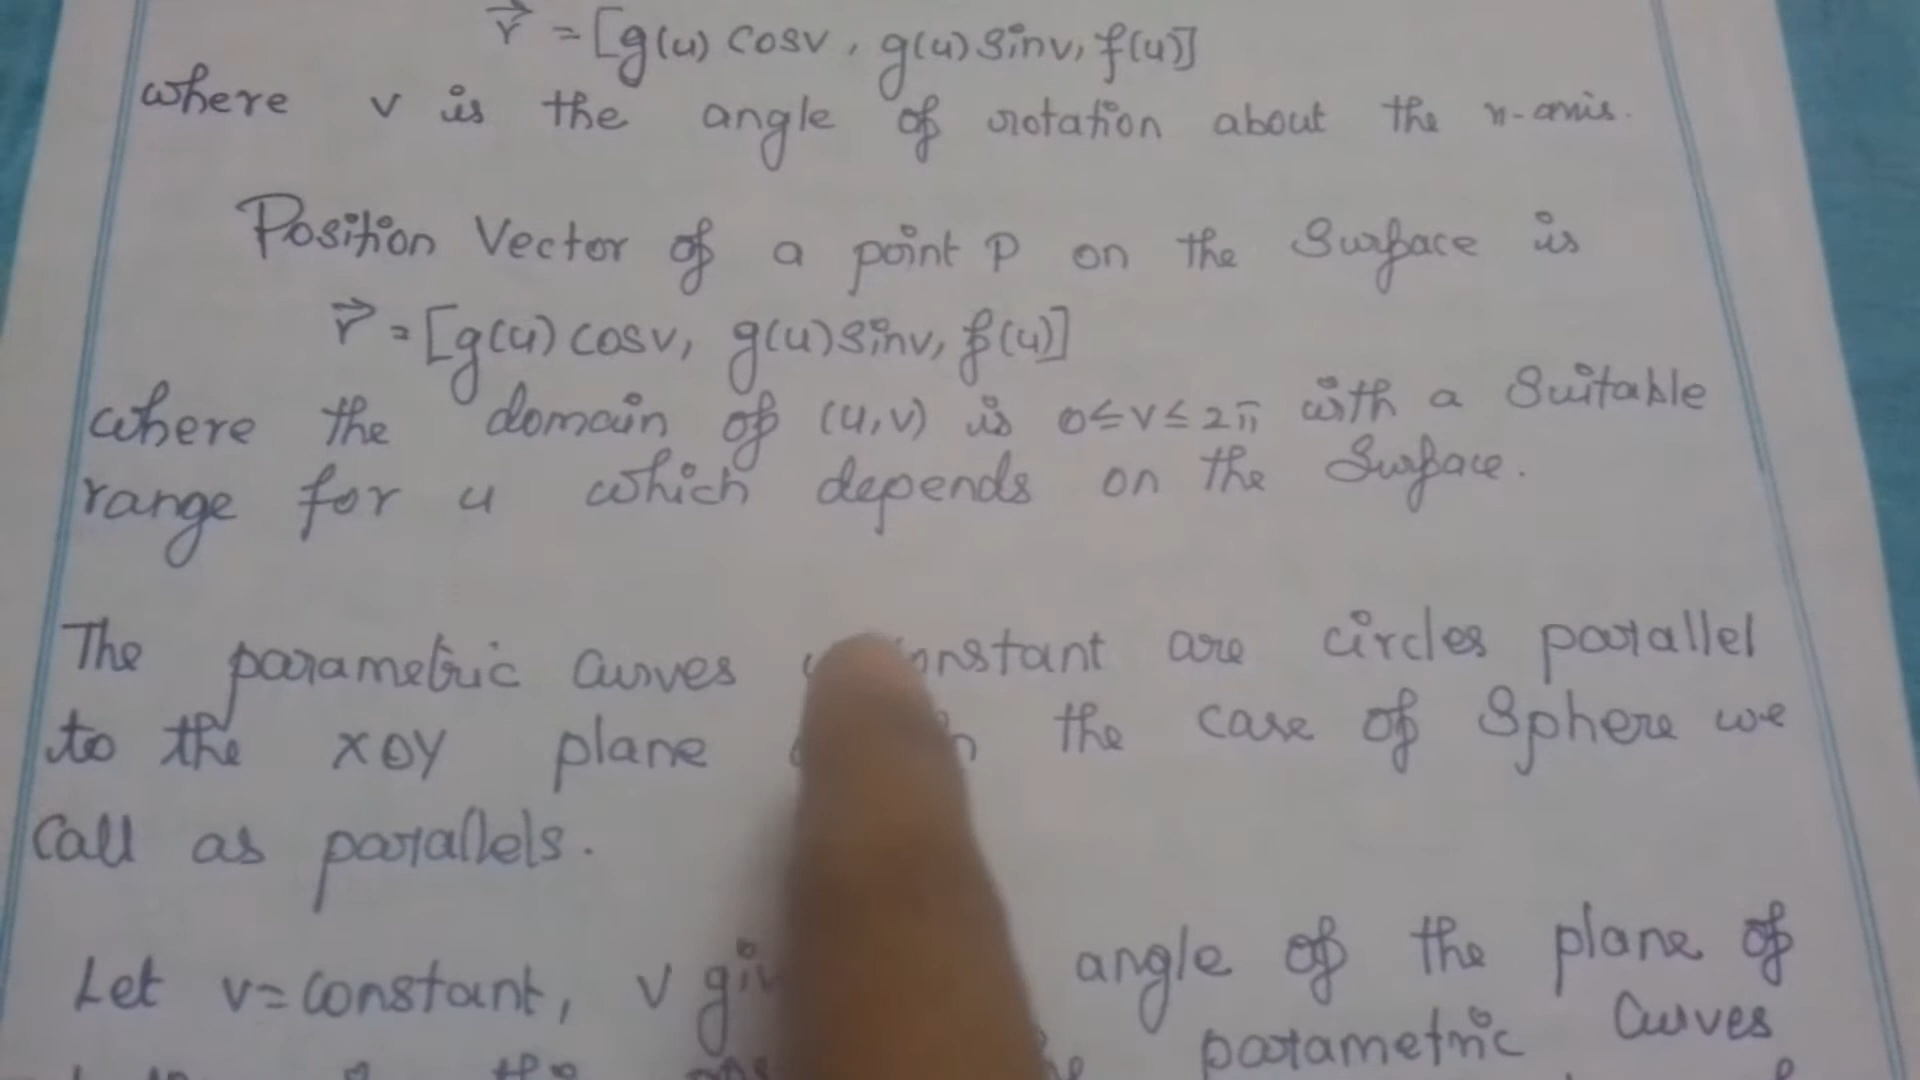 r⃗ = [g(u) cosv, g(u) sinv, f(u)]
where v is the angle of rotation about the x-axis.
Position Vector of a point P on the Surface is
r⃗ = [g(u) cosv, g(u) sinv, f(u)]
where the domain of (u,v) is 0≤v≤2π with a Suitable
range for u which depends on the Surface.
The parametric curves are circles parallel
to the XOY plane the case of Sphere we
Call as parallels.
Let v=constant, v angle of the plane of
parametric curves